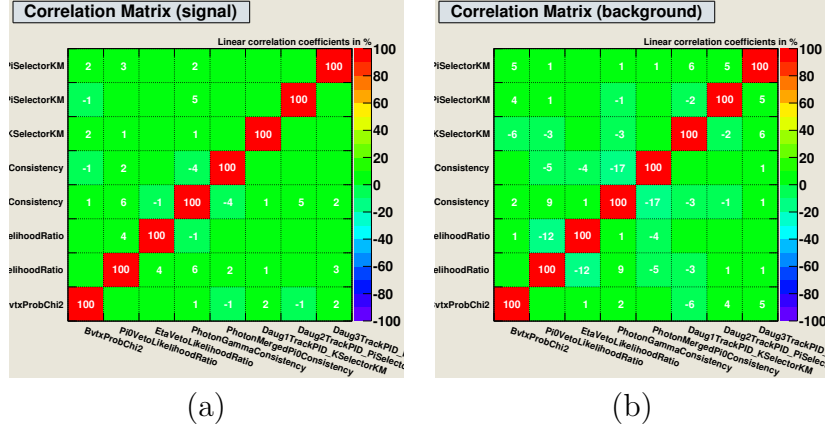 Correlation Matrix (signal)
Linear correlation coefficients in %
PiSelectorKM 2 3 2 100
PiSelectorKM -1 5 100
KSelectorKM 2 1 1 100
Consistency -1 2 -4 100
Consistency 1 6 -1 100 -4 1 5 2
elihoodRatio 4 100 -1
elihoodRatio 100 4 6 2 1 3
vtxProbChi2 100 1 -1 2 -1 2
100
80
60
40
20
0
-20
-40
-60
-80
-100
BvtxProbChi2
Pi0VetoLikelihoodRatio
EtaVetoLikelihoodRatio
PhotonGammaConsistency
PhotonMergedPi0Consistency
Daug1TrackPID_KSelectorKM
Daug2TrackPID_PiSelec
Daug3TrackPID_
(a)
Correlation Matrix (background)
Linear correlation coefficients in %
PiSelectorKM 5 1 1 1 6 5 100
PiSelectorKM 4 1 -1 -2 100 5
KSelectorKM -6 -3 -3 100 -2 6
Consistency -5 -4 -17 100 1
Consistency 2 9 1 100 -17 -3 -1 1
elihoodRatio 1 -12 100 1 -4
elihoodRatio 100 -12 9 -5 -3 1 1
vtxProbChi2 100 1 2 -6 4 5
100
80
60
40
20
0
-20
-40
-60
-80
-100
BvtxProbChi2
Pi0VetoLikelihoodRatio
EtaVetoLikelihoodRatio
PhotonGammaConsistency
PhotonMergedPi0Consistency
Daug1TrackPID_KSelectorKM
Daug2TrackPID_PiSelec
Daug3TrackPID_
(b)